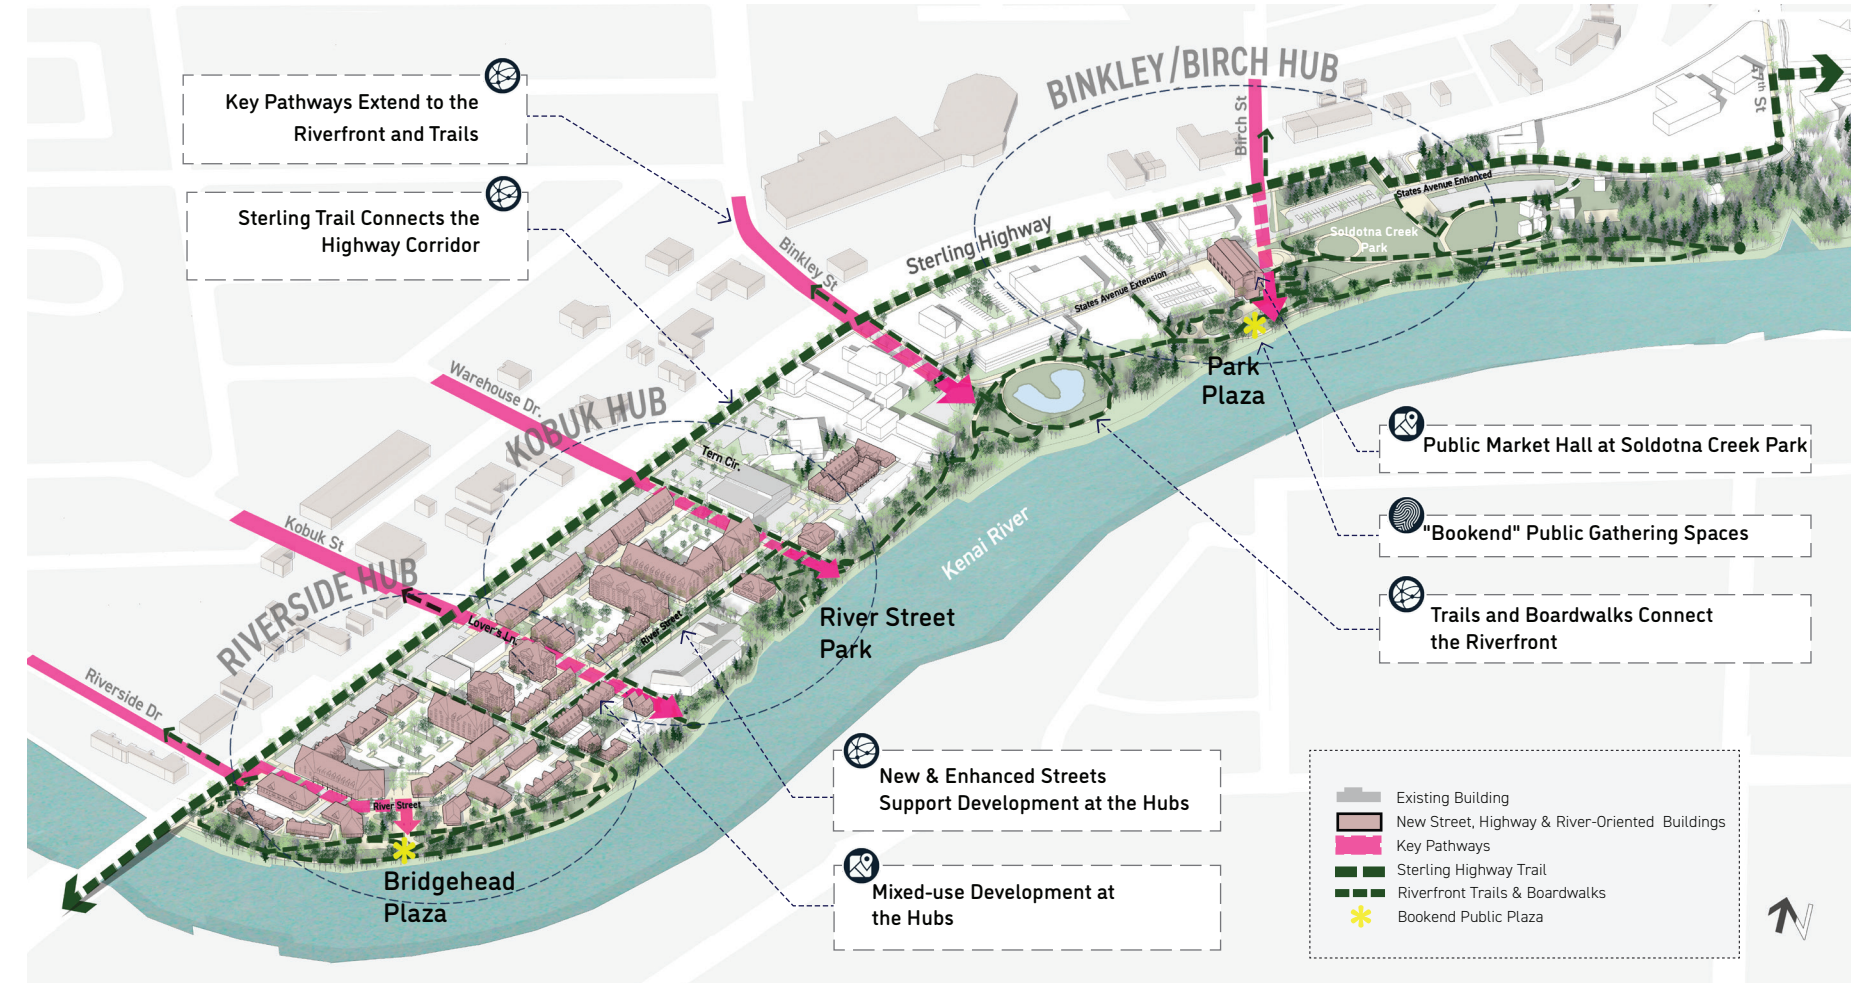 BINKLEY/BIRCH HUB
Key Pathways Extend to the
Riverfront and Trails
Birch St
47th St
Sterling Trail Connects the
Highway Corridor
States Avenue Enhanced
Binkley St
Sterling Highway
Soldotna Creek
Park
States Avenue Extension
Warehouse Dr.
Park
Plaza
KOBUK HUB
Public Market Hall at Soldotna Creek Park
Tern Cir.
Kobuk St
Kenai River
"Bookend" Public Gathering Spaces
RIVERSIDE HUB
Lover's Ln.
River Street
River Street
Park
Trails and Boardwalks Connect
the Riverfront
Riverside Dr
New & Enhanced Streets
Support Development at the Hubs
River Street
Bridgehead
Plaza
Mixed-use Development at
the Hubs
Existing Building
New Street, Highway & River-Oriented Buildings
Key Pathways
Sterling Highway Trail
Riverfront Trails & Boardwalks
Bookend Public Plaza
N